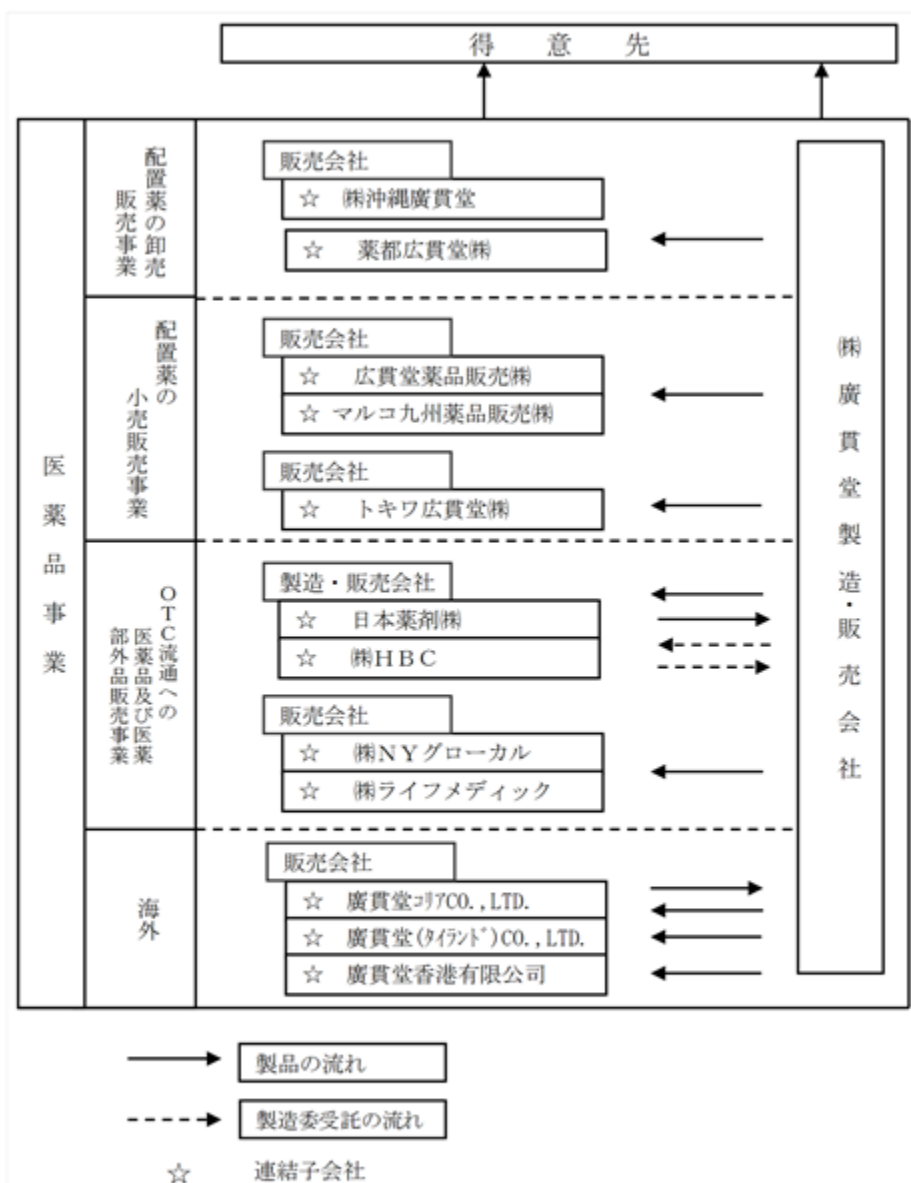 得意先
医薬品事業
配置薬の卸売
販売事業
販売会社
☆ ㈱沖縄廣貫堂
☆ 薬都広貫堂㈱
配置薬の
小売販売事業
販売会社
☆ 広貫堂薬品販売㈱
☆ マルコ九州薬品販売㈱
販売会社
☆ トキワ広貫堂㈱
OTC流通への
医薬品及び医薬
部外品販売事業
製造・販売会社
☆ 日本薬剤㈱
☆ ㈱HBC
販売会社
☆ ㈱NYグローカル
☆ ㈱ライフメディック
海外
販売会社
☆ 廣貫堂ｺﾘｱCO.,LTD.
☆ 廣貫堂(ﾀｲﾗﾝﾄﾞ)CO.,LTD.
☆ 廣貫堂香港有限公司
㈱廣貫堂製造・販売会社
製品の流れ
製造委受託の流れ
☆ 連結子会社